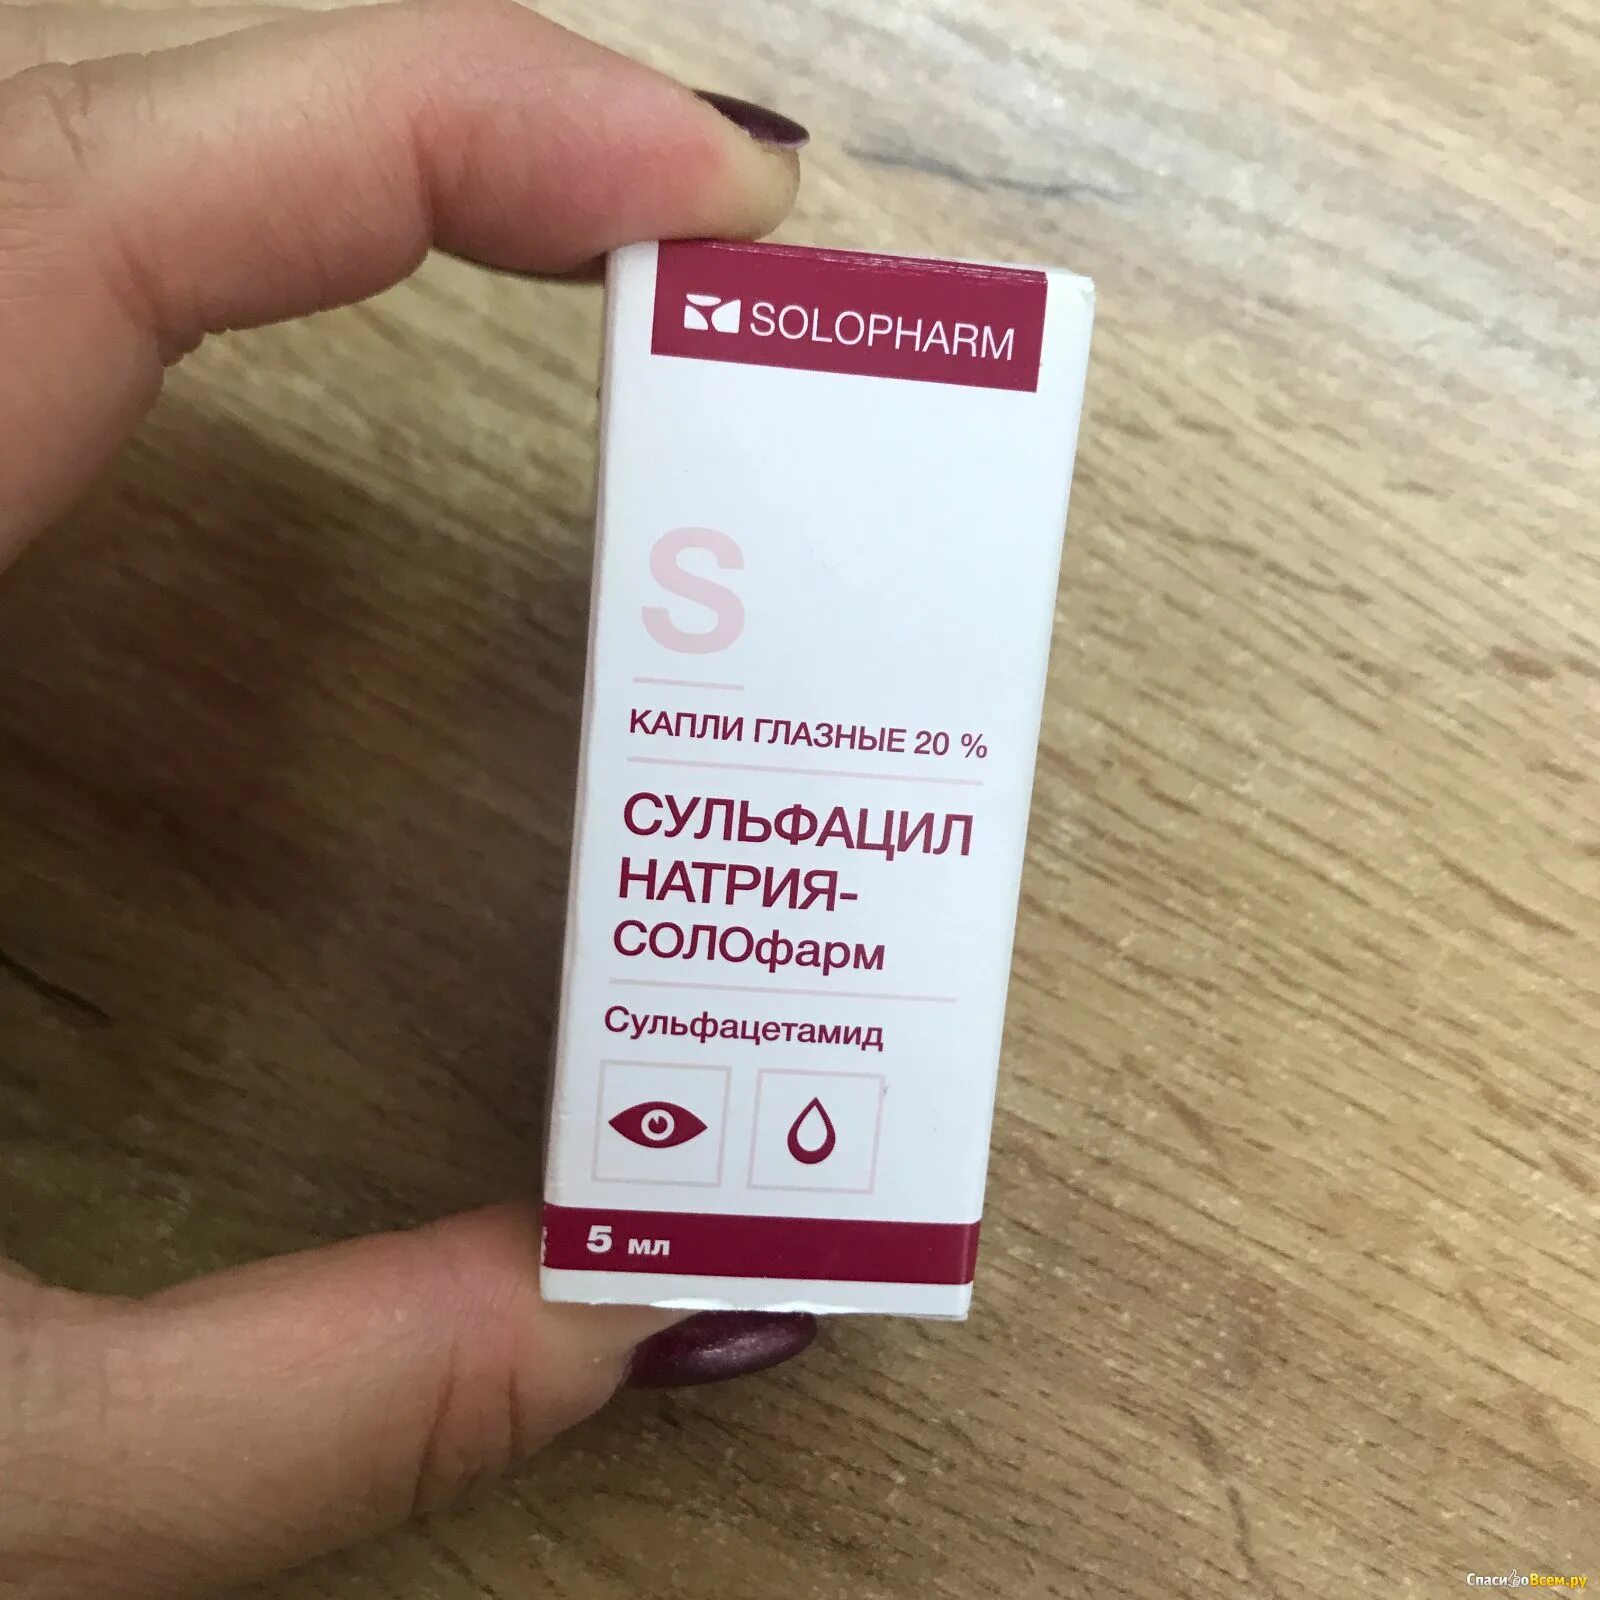 SOLOPHARM
S
КАПЛИ ГЛАЗНЫЕ 20 %
СУЛЬФАЦИЛ
НАТРИЯ-
СОЛОфарм
Сульфацетамид
5 мл
СпасибоВсем.ру